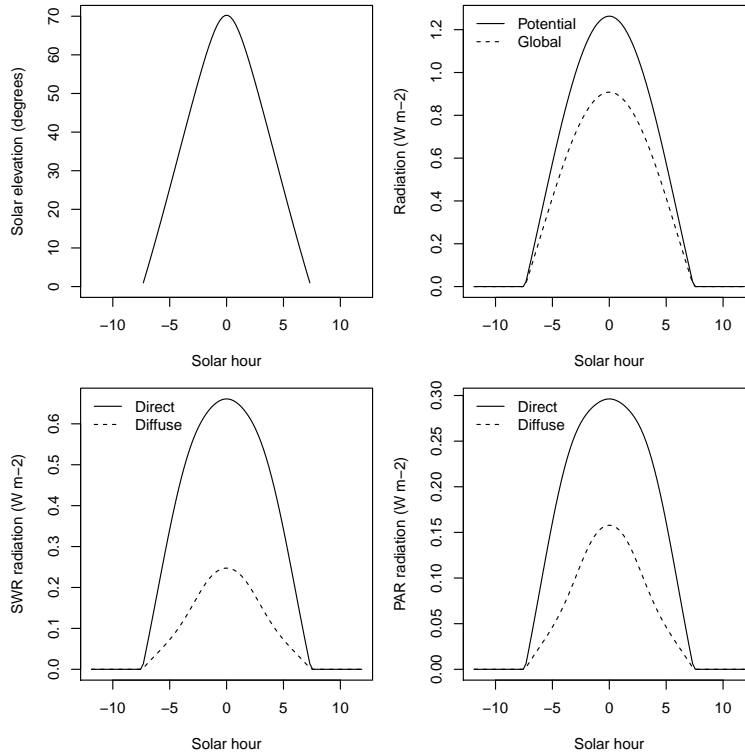 Solar elevation (degrees)
70
60
50
40
30
20
10
0
−10 −5 0 5 10
Solar hour
Radiation (W m−2)
Potential
Global
1.2
1.0
0.8
0.6
0.4
0.2
0.0
−10 −5 0 5 10
Solar hour
SWR radiation (W m−2)
Direct
Diffuse
0.6
0.5
0.4
0.3
0.2
0.1
0.0
−10 −5 0 5 10
Solar hour
PAR radiation (W m−2)
Direct
Diffuse
0.30
0.25
0.20
0.15
0.10
0.05
0.00
−10 −5 0 5 10
Solar hour